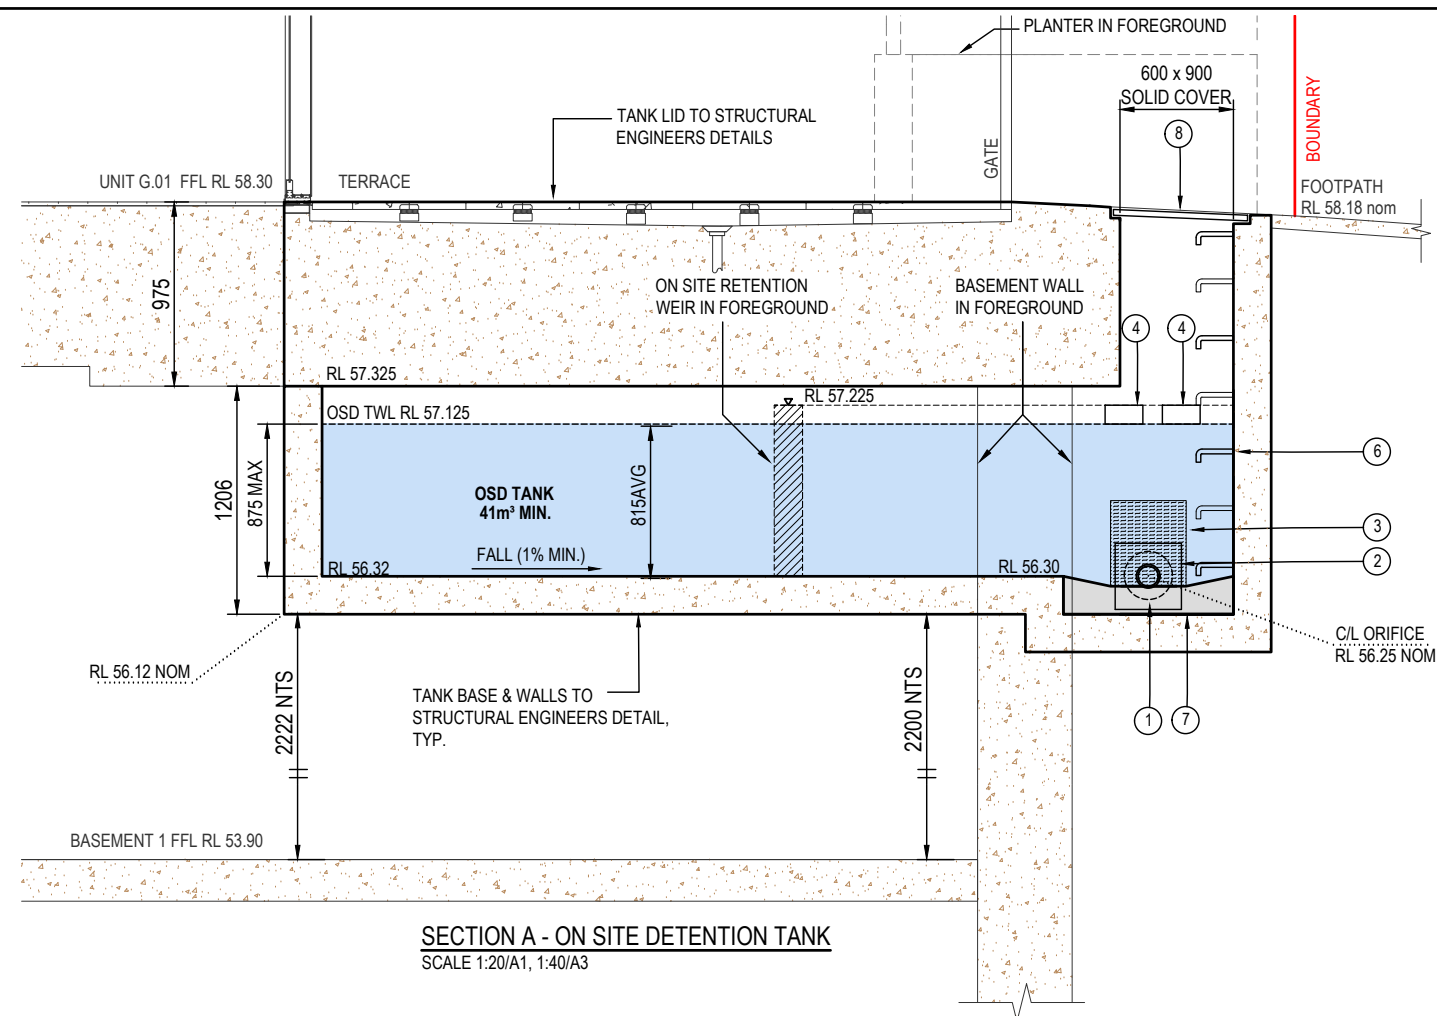 PLANTER IN FOREGROUND
600 x 900
SOLID COVER
BOUNDARY
TANK LID TO STRUCTURAL
ENGINEERS DETAILS
8
GATE
UNIT G.01 FFL RL 58.30
TERRACE
FOOTPATH
RL 58.18 nom
975
ON SITE RETENTION
WEIR IN FOREGROUND
BASEMENT WALL
IN FOREGROUND
4
4
RL 57.325
RL 57.225
OSD TWL RL 57.125
6
1206
875 MAX
OSD TANK
41m³ MIN.
815AVG
3
FALL (1% MIN.)
2
RL 56.32
RL 56.30
C/L ORIFICE
RL 56.25 NOM
RL 56.12 NOM
2222 NTS
TANK BASE & WALLS TO
STRUCTURAL ENGINEERS DETAIL,
TYP.
2200 NTS
1
7
BASEMENT 1 FFL RL 53.90
SECTION A - ON SITE DETENTION TANK
SCALE 1:20/A1, 1:40/A3